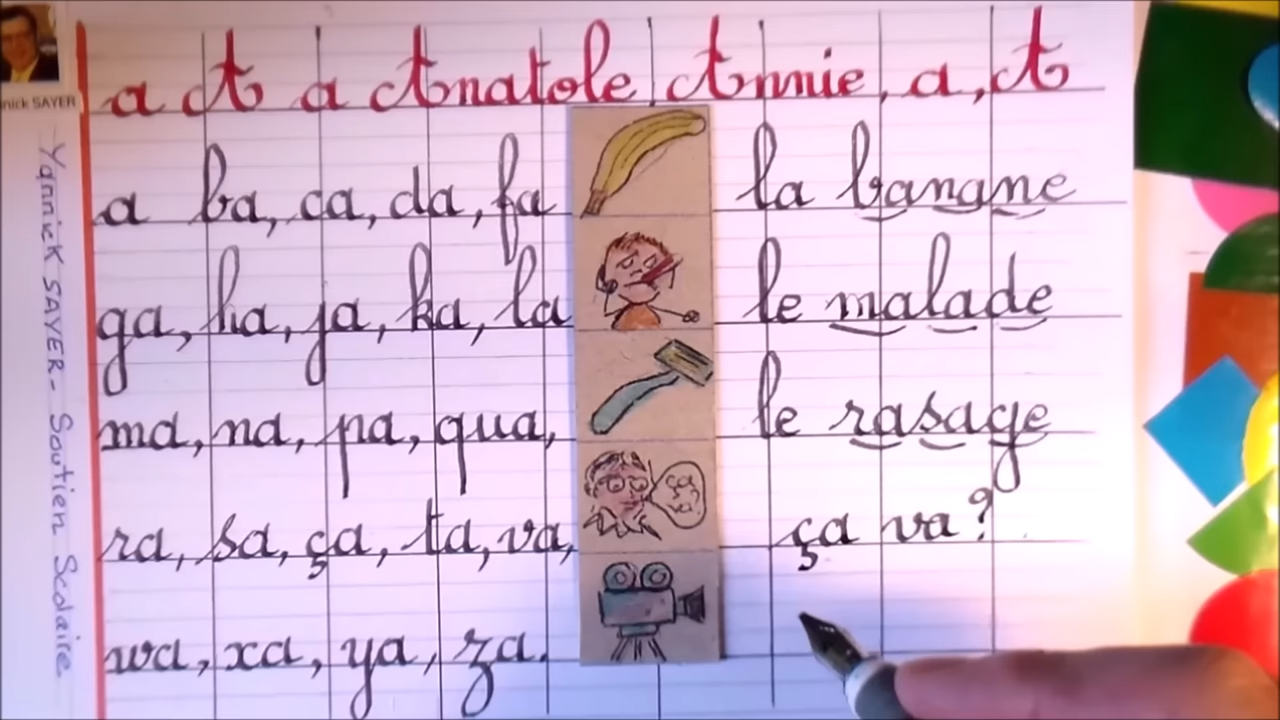 nick SAYER
a A a Anatole Annie, a, A
a ba, ca, da, fa
la banane
ga, ha, ja, ka, la
le malade
ma, na, pa, qua,
le rasage
ra, sa, ça, ta, va,
ça va
ça va?
wa, xa, ya, za.
Yannick SAYER - Soutien Scolaire